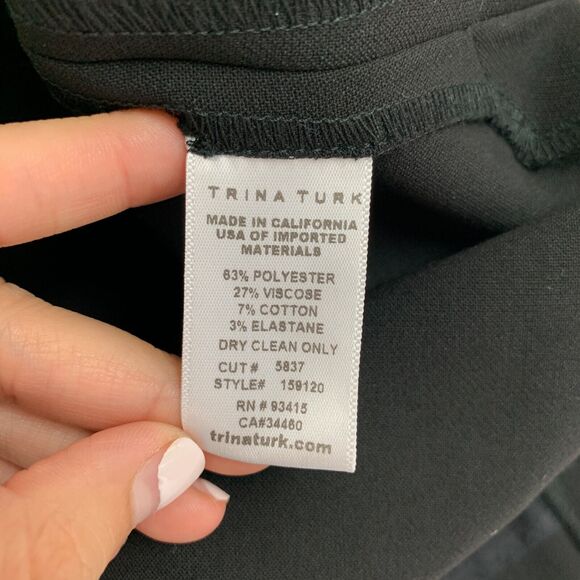 TRINA TURK
MADE IN CALIFORNIA
USA OF IMPORTED
MATERIALS
63% POLYESTER
27% VISCOSE
7% COTTON
3% ELASTANE
DRY CLEAN ONLY
CUT# 5837
STYLE# 159120
RN # 93415
CA#34460
trinaturk.com